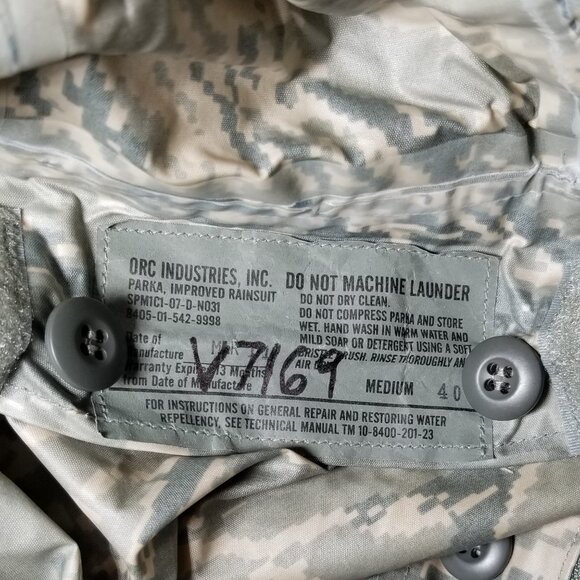 ORC INDUSTRIES, INC.
PARKA, IMPROVED RAINSUIT
SPM1C1-07-D-N031
8405-01-542-9998
Date of
Manufacture
Warranty 13 Months
from Date of Manufacture
V7169
DO NOT MACHINE LAUNDER
DO NOT DRY CLEAN.
DO NOT COMPRESS PARKA AND STORE
WET. HAND WASH IN WARM WATER AND
MILD SOAP OR DETERGENT USING A SOFT
BRISTLE BRUSH. RINSE THOROUGHLY AN
AIR
MEDIUM 40
FOR INSTRUCTIONS ON GENERAL REPAIR AND RESTORING WATER
REPELLENCY, SEE TECHNICAL MANUAL TM 10-8400-201-23